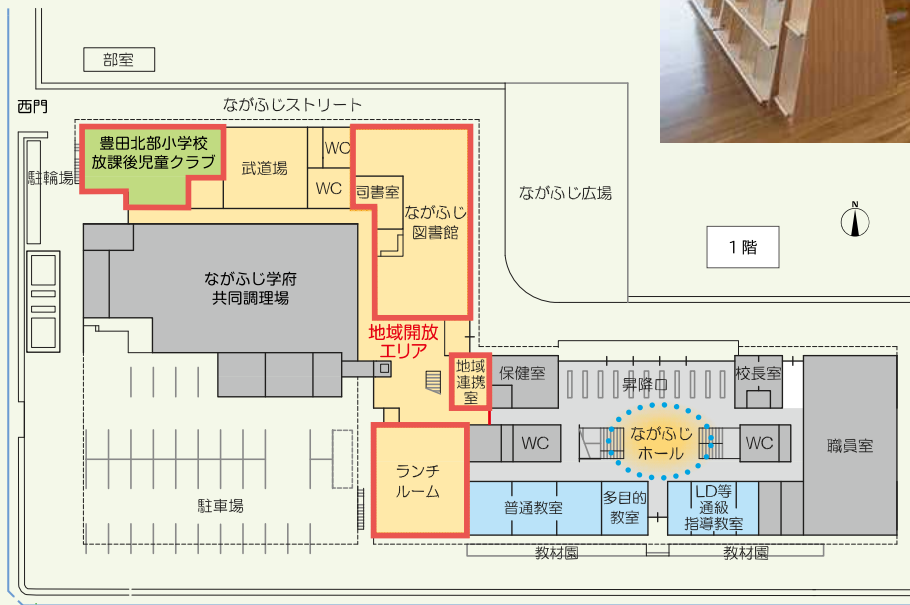 部室
西門
ながふじストリート
豊田北部小学校
放課後児童クラブ
武道場
WC
WC
司書室
ながふじ
図書館
駐輪場
ながふじ広場
N
1階
ながふじ学府
共同調理場
地域開放
エリア
地域
連携
室
保健室
昇降口
校長室
WC
ながふじ
ホール
WC
職員室
ランチ
ルーム
普通教室
多目的
教室
LD等
通級
指導教室
駐車場
教材園
教材園